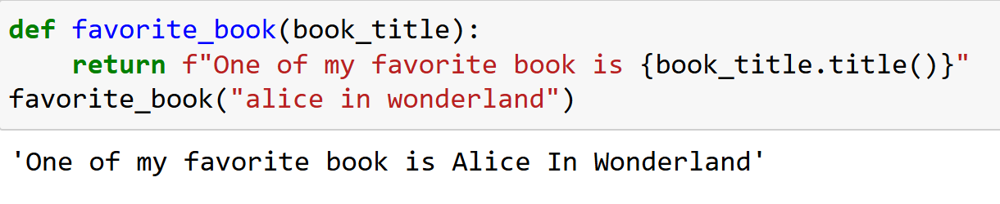 def favorite_book(book_title):
    return f"One of my favorite book is {book_title.title()}"
favorite_book("alice in wonderland")
'One of my favorite book is Alice In Wonderland'